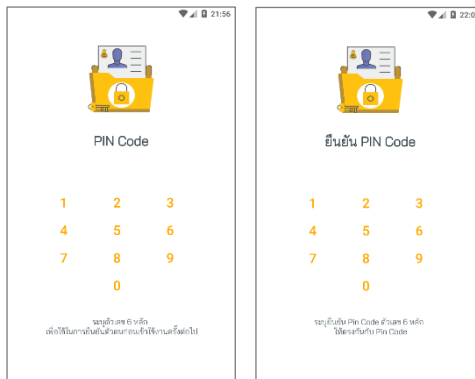 21:56
PIN Code
1 2 3
4 5 6
7 8 9
0
ระบุตัวเลข 6 หลัก
เพื่อใช้ในการยืนยันตัวตนก่อนเข้าใช้งานครั้งต่อไป
22:0
ยืนยัน PIN Code
1 2 3
4 5 6
7 8 9
0
ระบุยืนยัน Pin Code ตัวเลข 6 หลัก
ให้ตรงกันกับ Pin Code